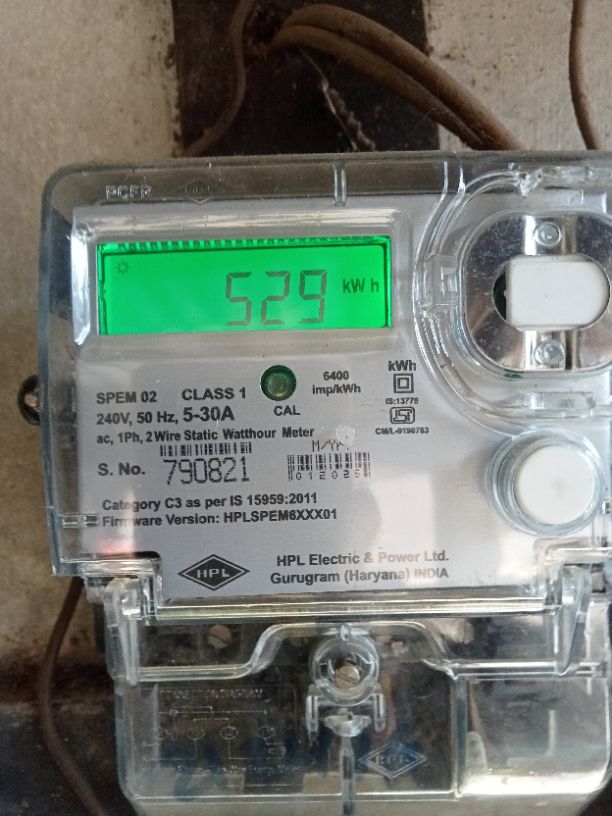 529 kWh
6400
imp/kWh
kWh
IS:13779
SPEM 02 CLASS 1
240V, 50 Hz, 5-30A
CAL
ac, 1Ph, 2 Wire Static Watthour Meter
S. No. 790821
Category C3 as per IS 15959:2011
Firmware Version: HPLSPEM6XXX01
HPL
HPL Electric & Power Ltd.
Gurugram (Haryana) INDIA
HPL